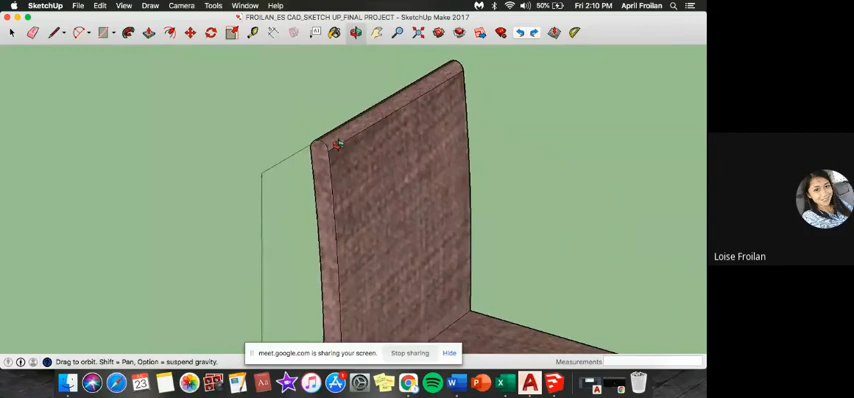 SketchUp File Edit View Draw Camera Tools Window Help 50% Fri 2:10 PM April Froilan
FROILAN_ES CAD_SKETCH UP_FINAL PROJECT - SketchUp Make 2017
Loise Froilan
meet.google.com is sharing your screen. Stop sharing Hide
Drag to orbit. Shift = Pan, Option = suspend gravity. Measurements
23